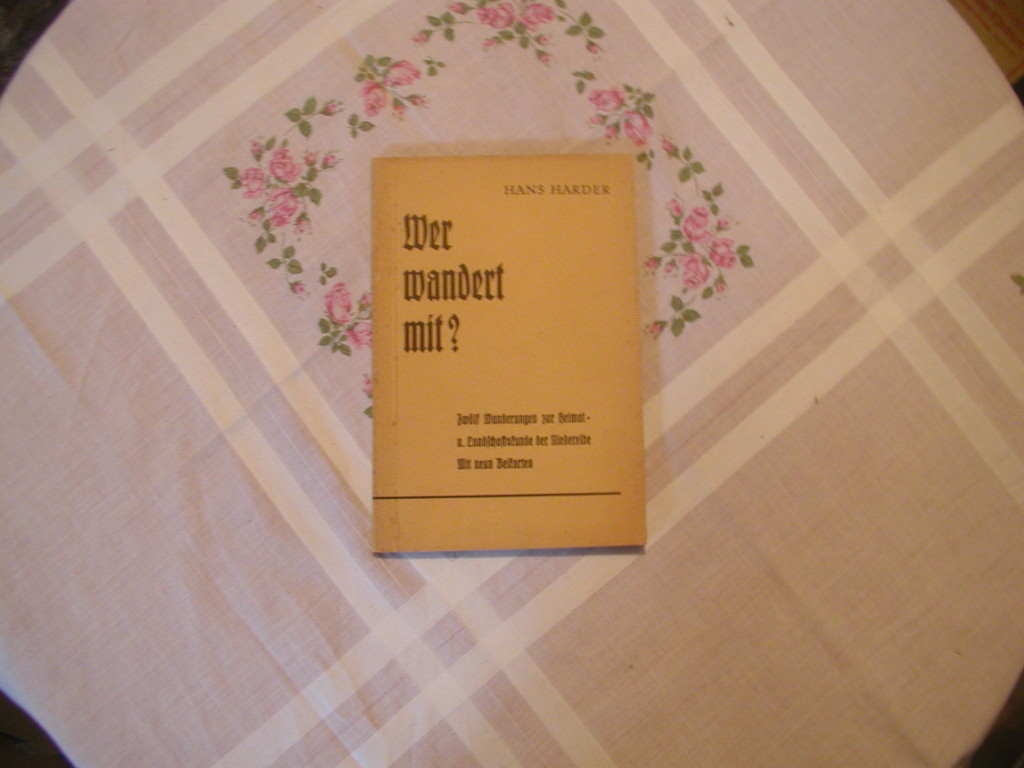 HANS HARDER
Wer
wandert
mit?
Zwölf Wanderungen zur Heimat-
u. Landschaftskunde der Niederelbe
Mit neun Beikarten